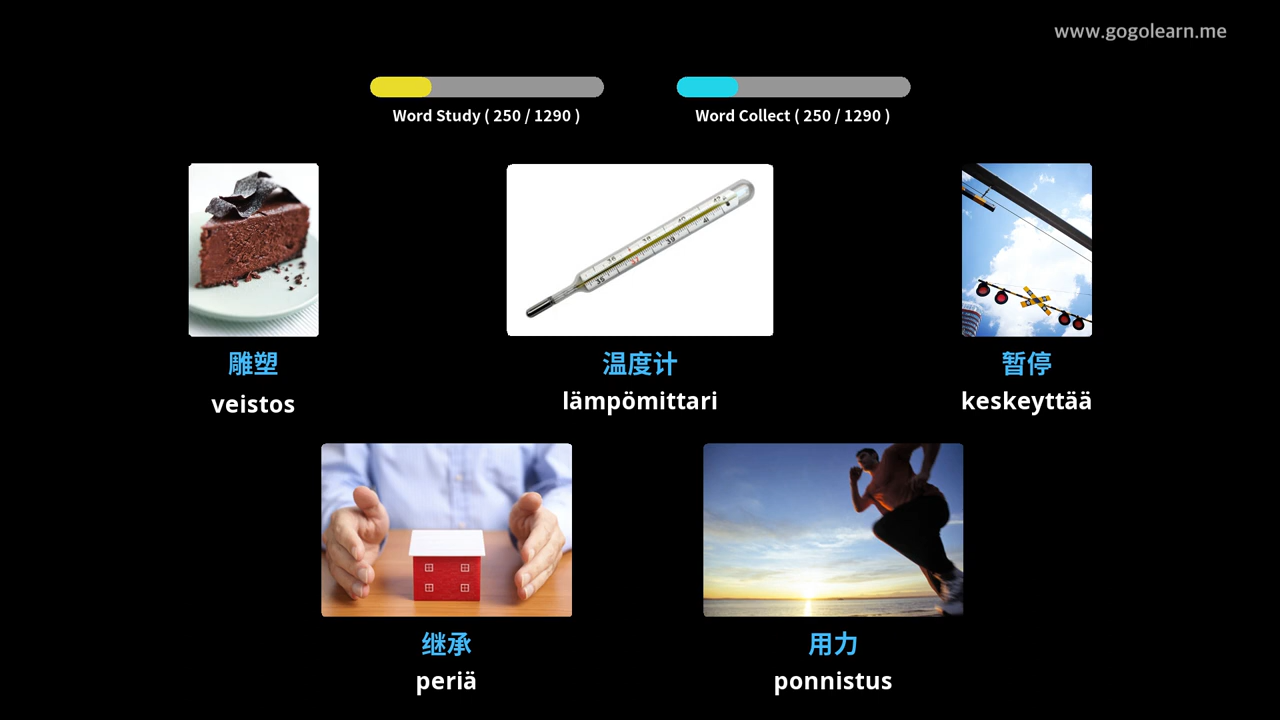 www.gogolearn.me
Word Study ( 250 / 1290 )
Word Collect ( 250 / 1290 )
雕塑
veistos
温度计
lämpömittari
暂停
keskeyttää
继承
periä
用力
ponnistus